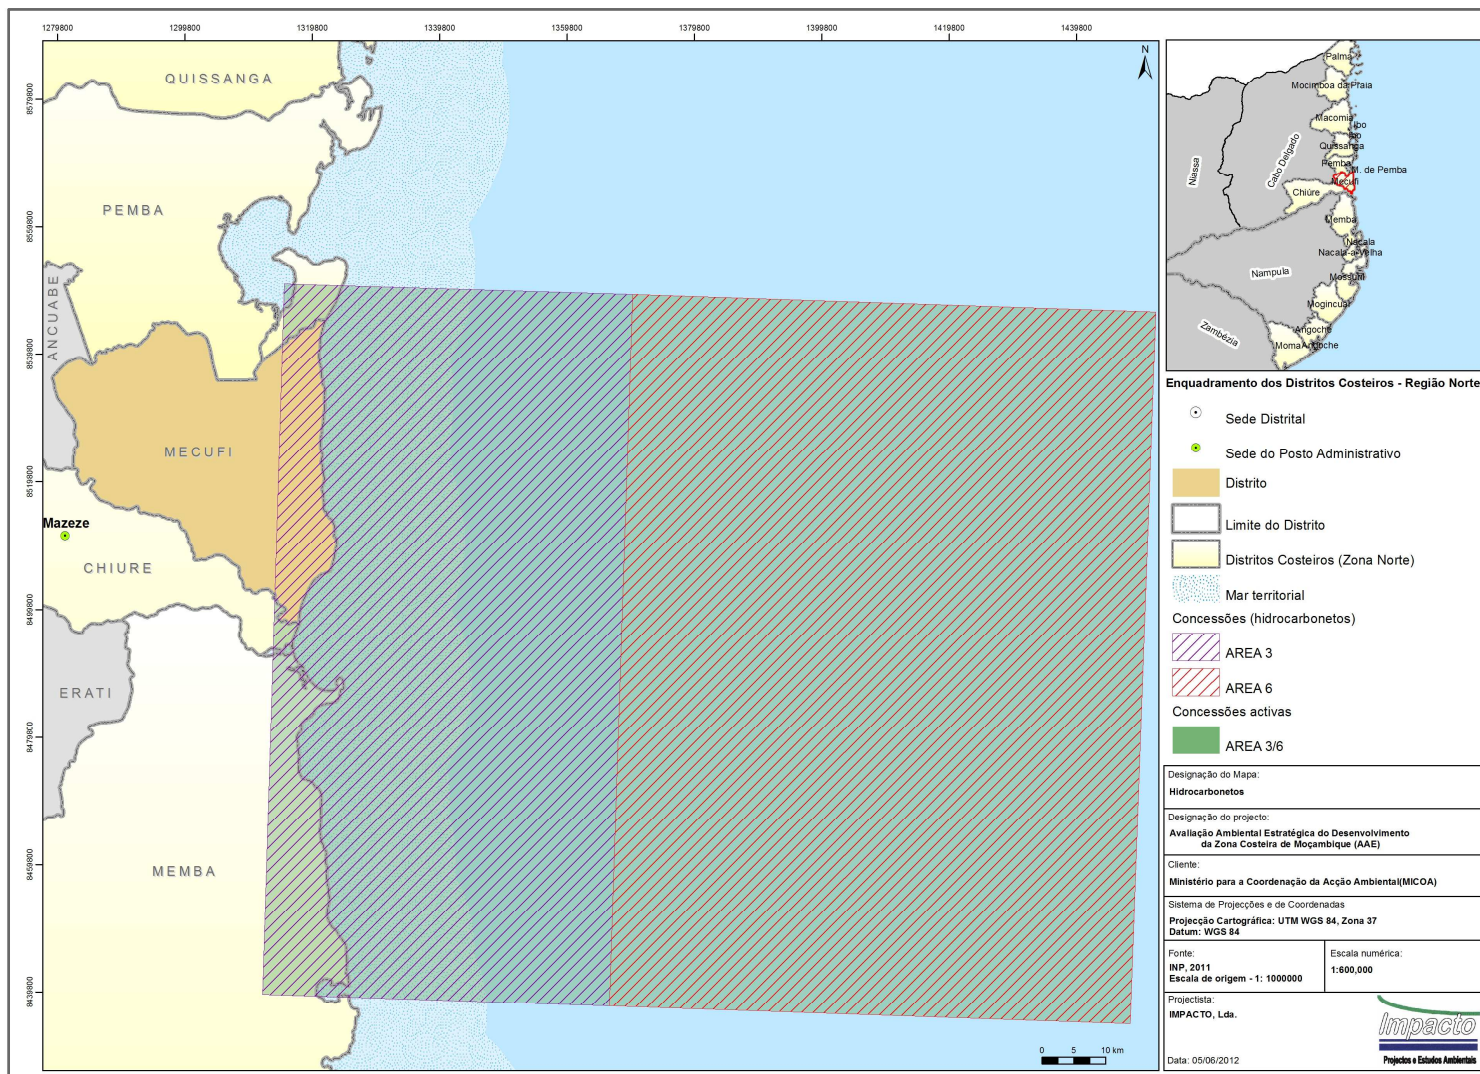 1279800
1299800
1319800
1339800
1359800
1379800
1399800
1419800
1439800
8579800
8559800
8539800
8519800
8499800
8479800
8459800
8439800
N
QUISSANGA
PEMBA
ANCUABE
MECUFI
Mazeze
CHIURE
ERATI
MEMBA
0 5 10 km
Palma
Mocimboa da Praia
Macomia
Ibo
Quissanga
Pemba
M. de Pemba
Mecufi
Chiúre
Memba
Nacala
Nacala-a-Velha
Mossuril
Mogincual
Angoche
Moma
Angoche
Niassa
Cabo Delgado
Nampula
Zambézia
Enquadramento dos Distritos Costeiros - Região Norte
Sede Distrital
Sede do Posto Administrativo
Distrito
Limite do Distrito
Distritos Costeiros (Zona Norte)
Mar territorial
Concessões (hidrocarbonetos)
AREA 3
AREA 6
Concessões activas
AREA 3/6
Designação do Mapa:
Hidrocarbonetos
Designação do projecto:
Avaliação Ambiental Estratégica do Desenvolvimento
da Zona Costeira de Moçambique (AAE)
Cliente:
Ministério para a Coordenação da Acção Ambiental(MICOA)
Sistema de Projecções e de Coordenadas
Projecção Cartográfica: UTM WGS 84, Zona 37
Datum: WGS 84
Fonte:
INP, 2011
Escala de origem - 1: 1000000
Escala numérica:
1:600,000
Projectista:
IMPACTO, Lda.
Data: 05/06/2012
Impacto
Projectos e Estudos Ambientais